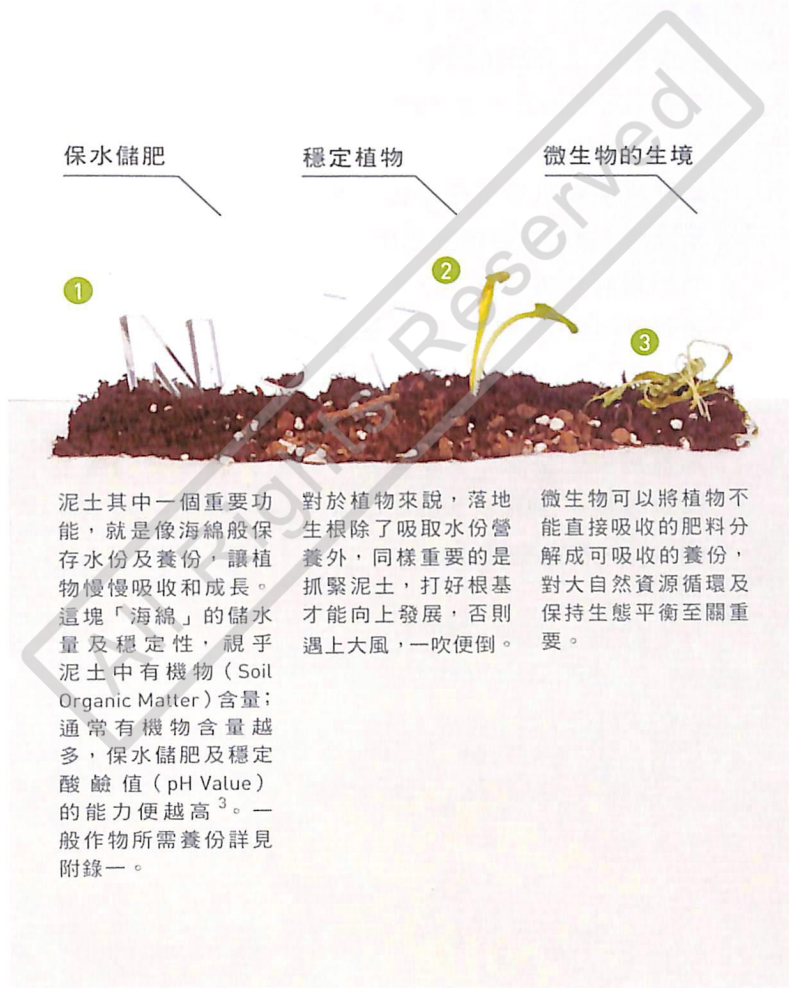 保水儲肥
穩定植物
微生物的生境
1
2
3
泥土其中一個重要功
能，就是像海綿般保
存水份及養份，讓植
物慢慢吸收和成長。
這塊「海綿」的儲水
量及穩定性，視乎
泥土中有機物（Soil
Organic Matter）含量；
通常有機物含量越
多，保水儲肥及穩定
酸鹼值（pH Value）
的能力便越高3。一
般作物所需養份詳見
附錄一。
對於植物來說，落地
生根除了吸取水份營
養外，同樣重要的是
抓緊泥土，打好根基
才能向上發展，否則
遇上大風，一吹便倒。
微生物可以將植物不
能直接吸收的肥料分
解成可吸收的養份，
對大自然資源循環及
保持生態平衡至關重
要。
All Rights Reserved